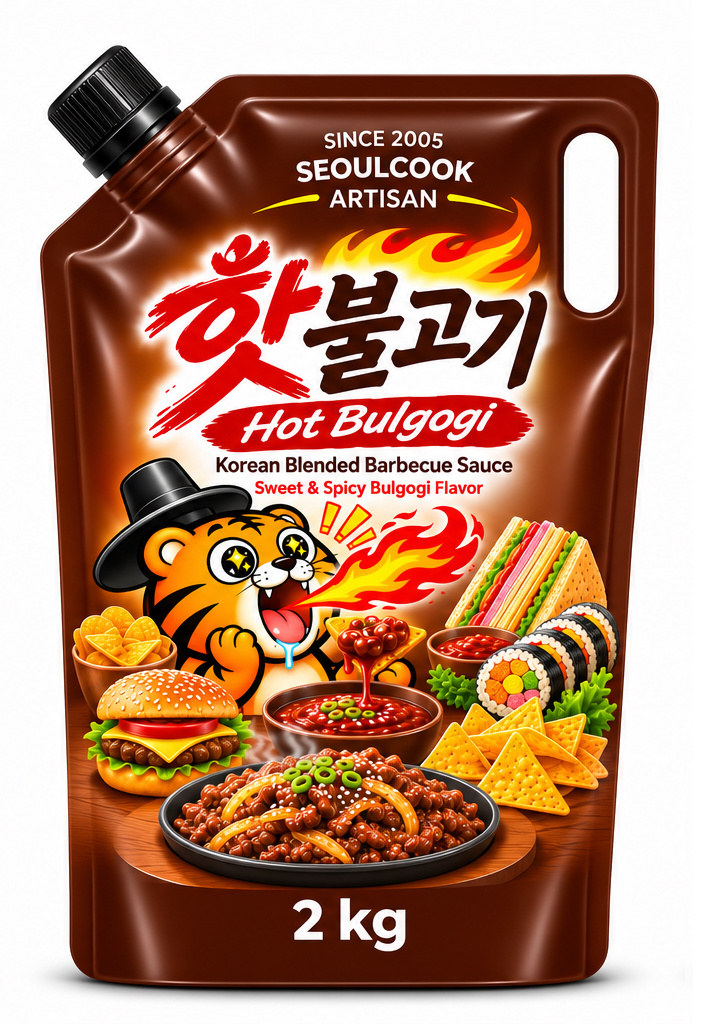 SINCE 2005
SEOULCOOK
ARTISAN
핫불고기
Hot Bulgogi
Korean Blended Barbecue Sauce
Sweet & Spicy Bulgogi Flavor
2 kg